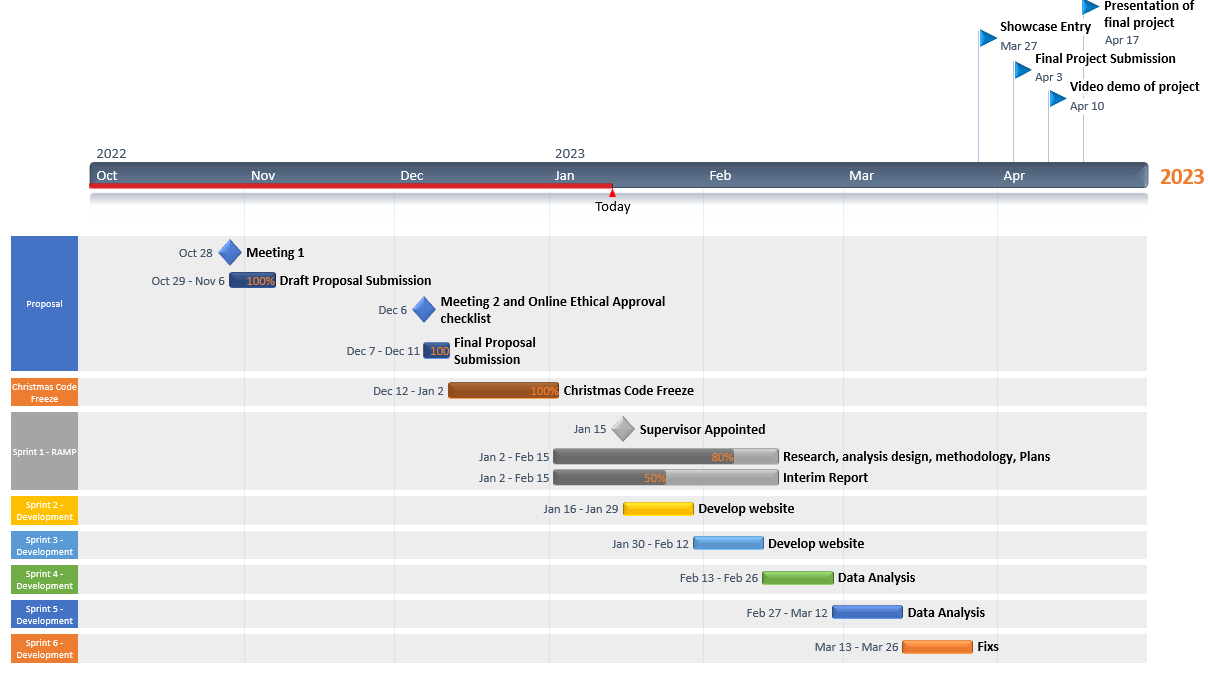 Presentation of
final project
Apr 17
Showcase Entry
Mar 27
Final Project Submission
Apr 3
Video demo of project
Apr 10
2022
2023
Oct
Nov
Dec
Jan
Feb
Mar
Apr
2023
Today
Proposal
Oct 28
Meeting 1
Oct 29 - Nov 6
100%
Draft Proposal Submission
Dec 6
Meeting 2 and Online Ethical Approval
checklist
Dec 7 - Dec 11
100
Final Proposal
Submission
Christmas Code
Freeze
Dec 12 - Jan 2
100%
Christmas Code Freeze
Sprint 1 - RAMP
Jan 15
Supervisor Appointed
Jan 2 - Feb 15
80%
Research, analysis design, methodology, Plans
Jan 2 - Feb 15
50%
Interim Report
Sprint 2 -
Development
Jan 16 - Jan 29
Develop website
Sprint 3 -
Development
Jan 30 - Feb 12
Develop website
Sprint 4 -
Development
Feb 13 - Feb 26
Data Analysis
Sprint 5 -
Development
Feb 27 - Mar 12
Data Analysis
Sprint 6 -
Development
Mar 13 - Mar 26
Fixs